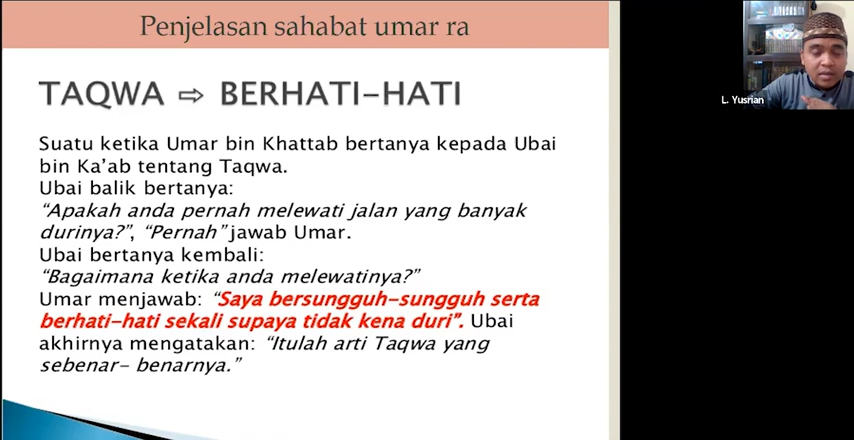 Penjelasan sahabat umar ra
TAQWA ⇨ BERHATI-HATI
Suatu ketika Umar bin Khattab bertanya kepada Ubai
bin Ka’ab tentang Taqwa.
Ubai balik bertanya:
“Apakah anda pernah melewati jalan yang banyak
durinya?”, “Pernah” jawab Umar.
Ubai bertanya kembali:
“Bagaimana ketika anda melewatinya?”
Umar menjawab: “Saya bersungguh-sungguh serta
berhati-hati sekali supaya tidak kena duri”. Ubai
akhirnya mengatakan: “Itulah arti Taqwa yang
sebenar- benarnya.”
L. Yusrian